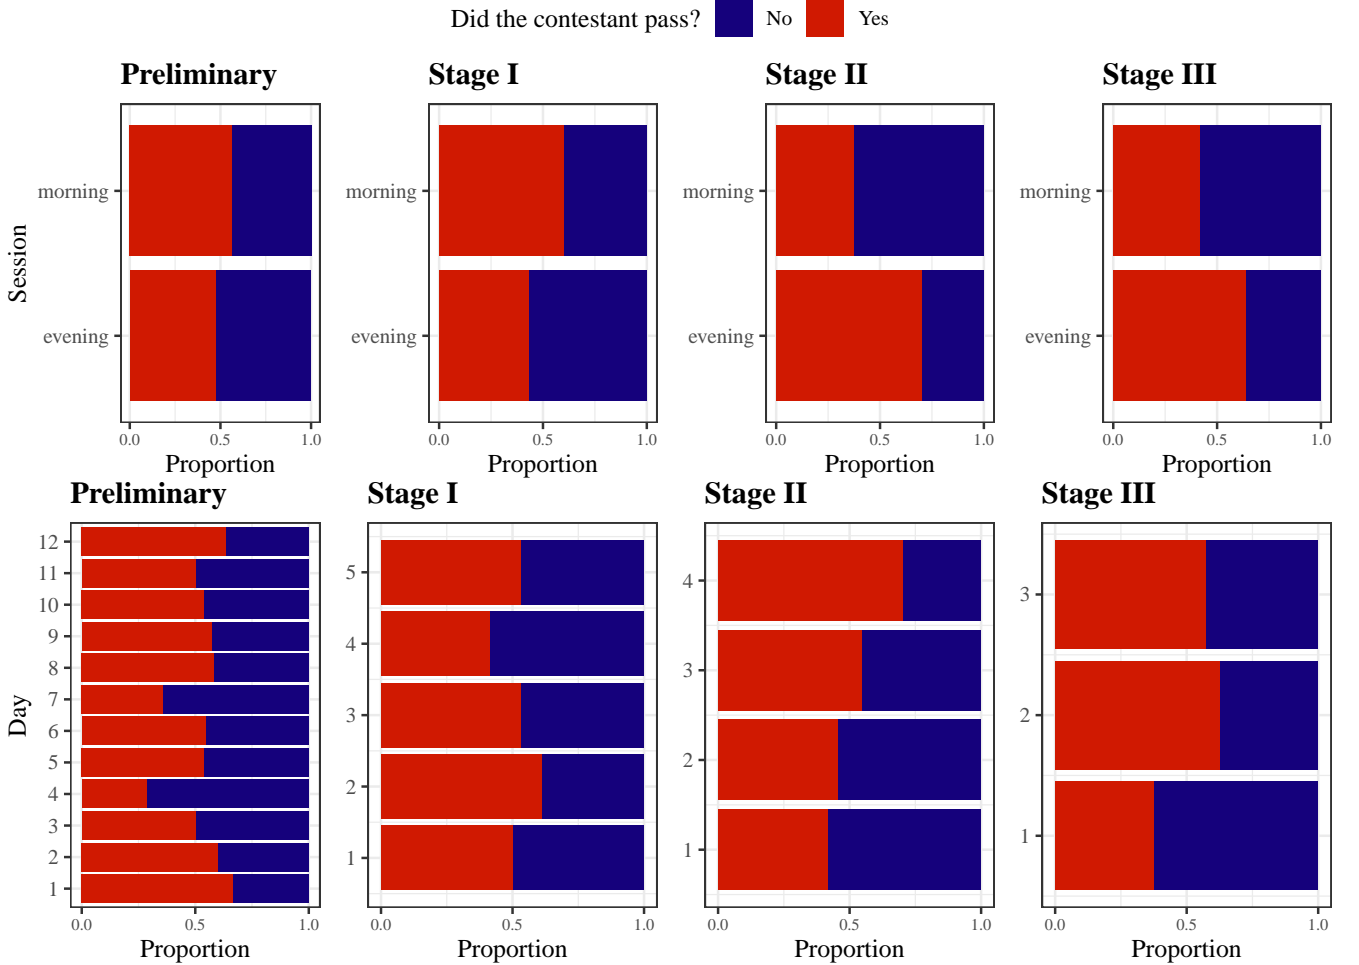 Did the contestant pass? No Yes
Preliminary Stage I Stage II Stage III
Session
morning morning morning morning
evening evening evening evening
0.0 0.5 1.0 0.0 0.5 1.0 0.0 0.5 1.0 0.0 0.5 1.0
Proportion Proportion Proportion Proportion
Preliminary Stage I Stage II Stage III
Day
12
11
10
9
8
7
6
5
4
3
2
1
5
4
3
2
1
4
3
2
1
3
2
1
0.0 0.5 1.0 0.0 0.5 1.0 0.0 0.5 1.0 0.0 0.5 1.0
Proportion Proportion Proportion Proportion